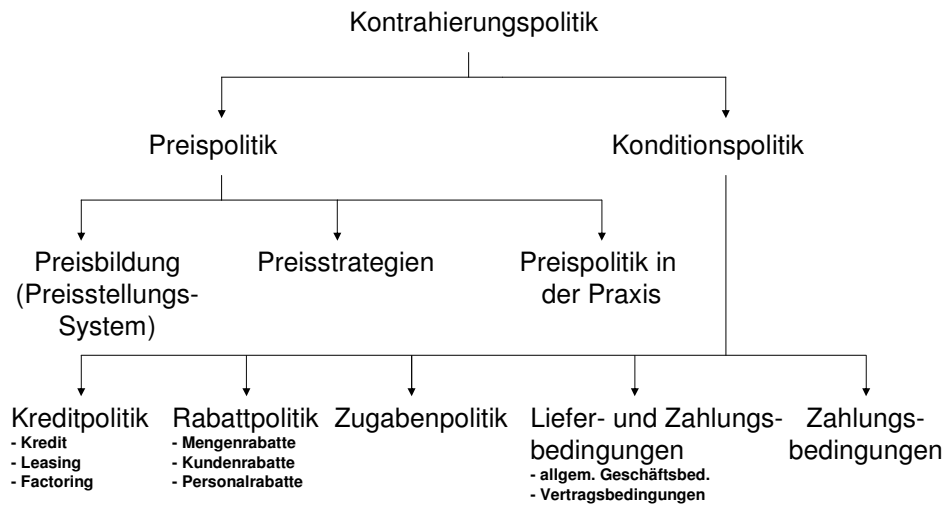 Kontrahierungspolitik
Preispolitik
Konditionspolitik
Preisbildung
(Preisstellungs-
System)
Preisstrategien
Preispolitik in
der Praxis
Kreditpolitik
- Kredit
- Leasing
- Factoring
Rabattpolitik
- Mengenrabatte
- Kundenrabatte
- Personalrabatte
Zugabenpolitik
Liefer- und Zahlungs-
bedingungen
- allgem. Geschäftsbed.
- Vertragsbedingungen
Zahlungs-
bedingungen